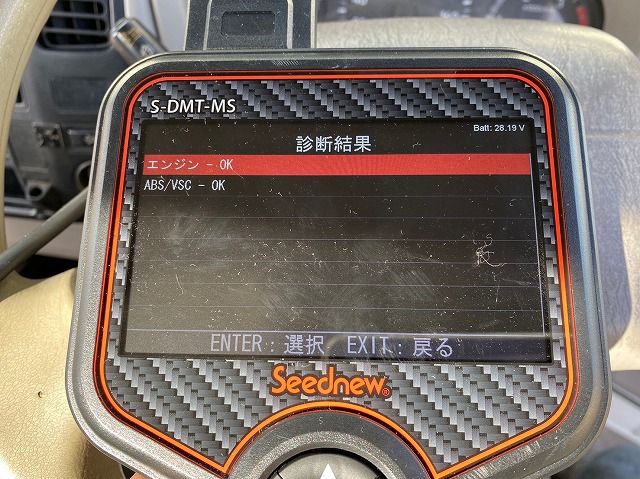 S-DMT-MS
Batt: 28.19 V
診断結果
エンジン - OK
ABS/VSC - OK
ENTER : 選択 EXIT : 戻る
Seednew®